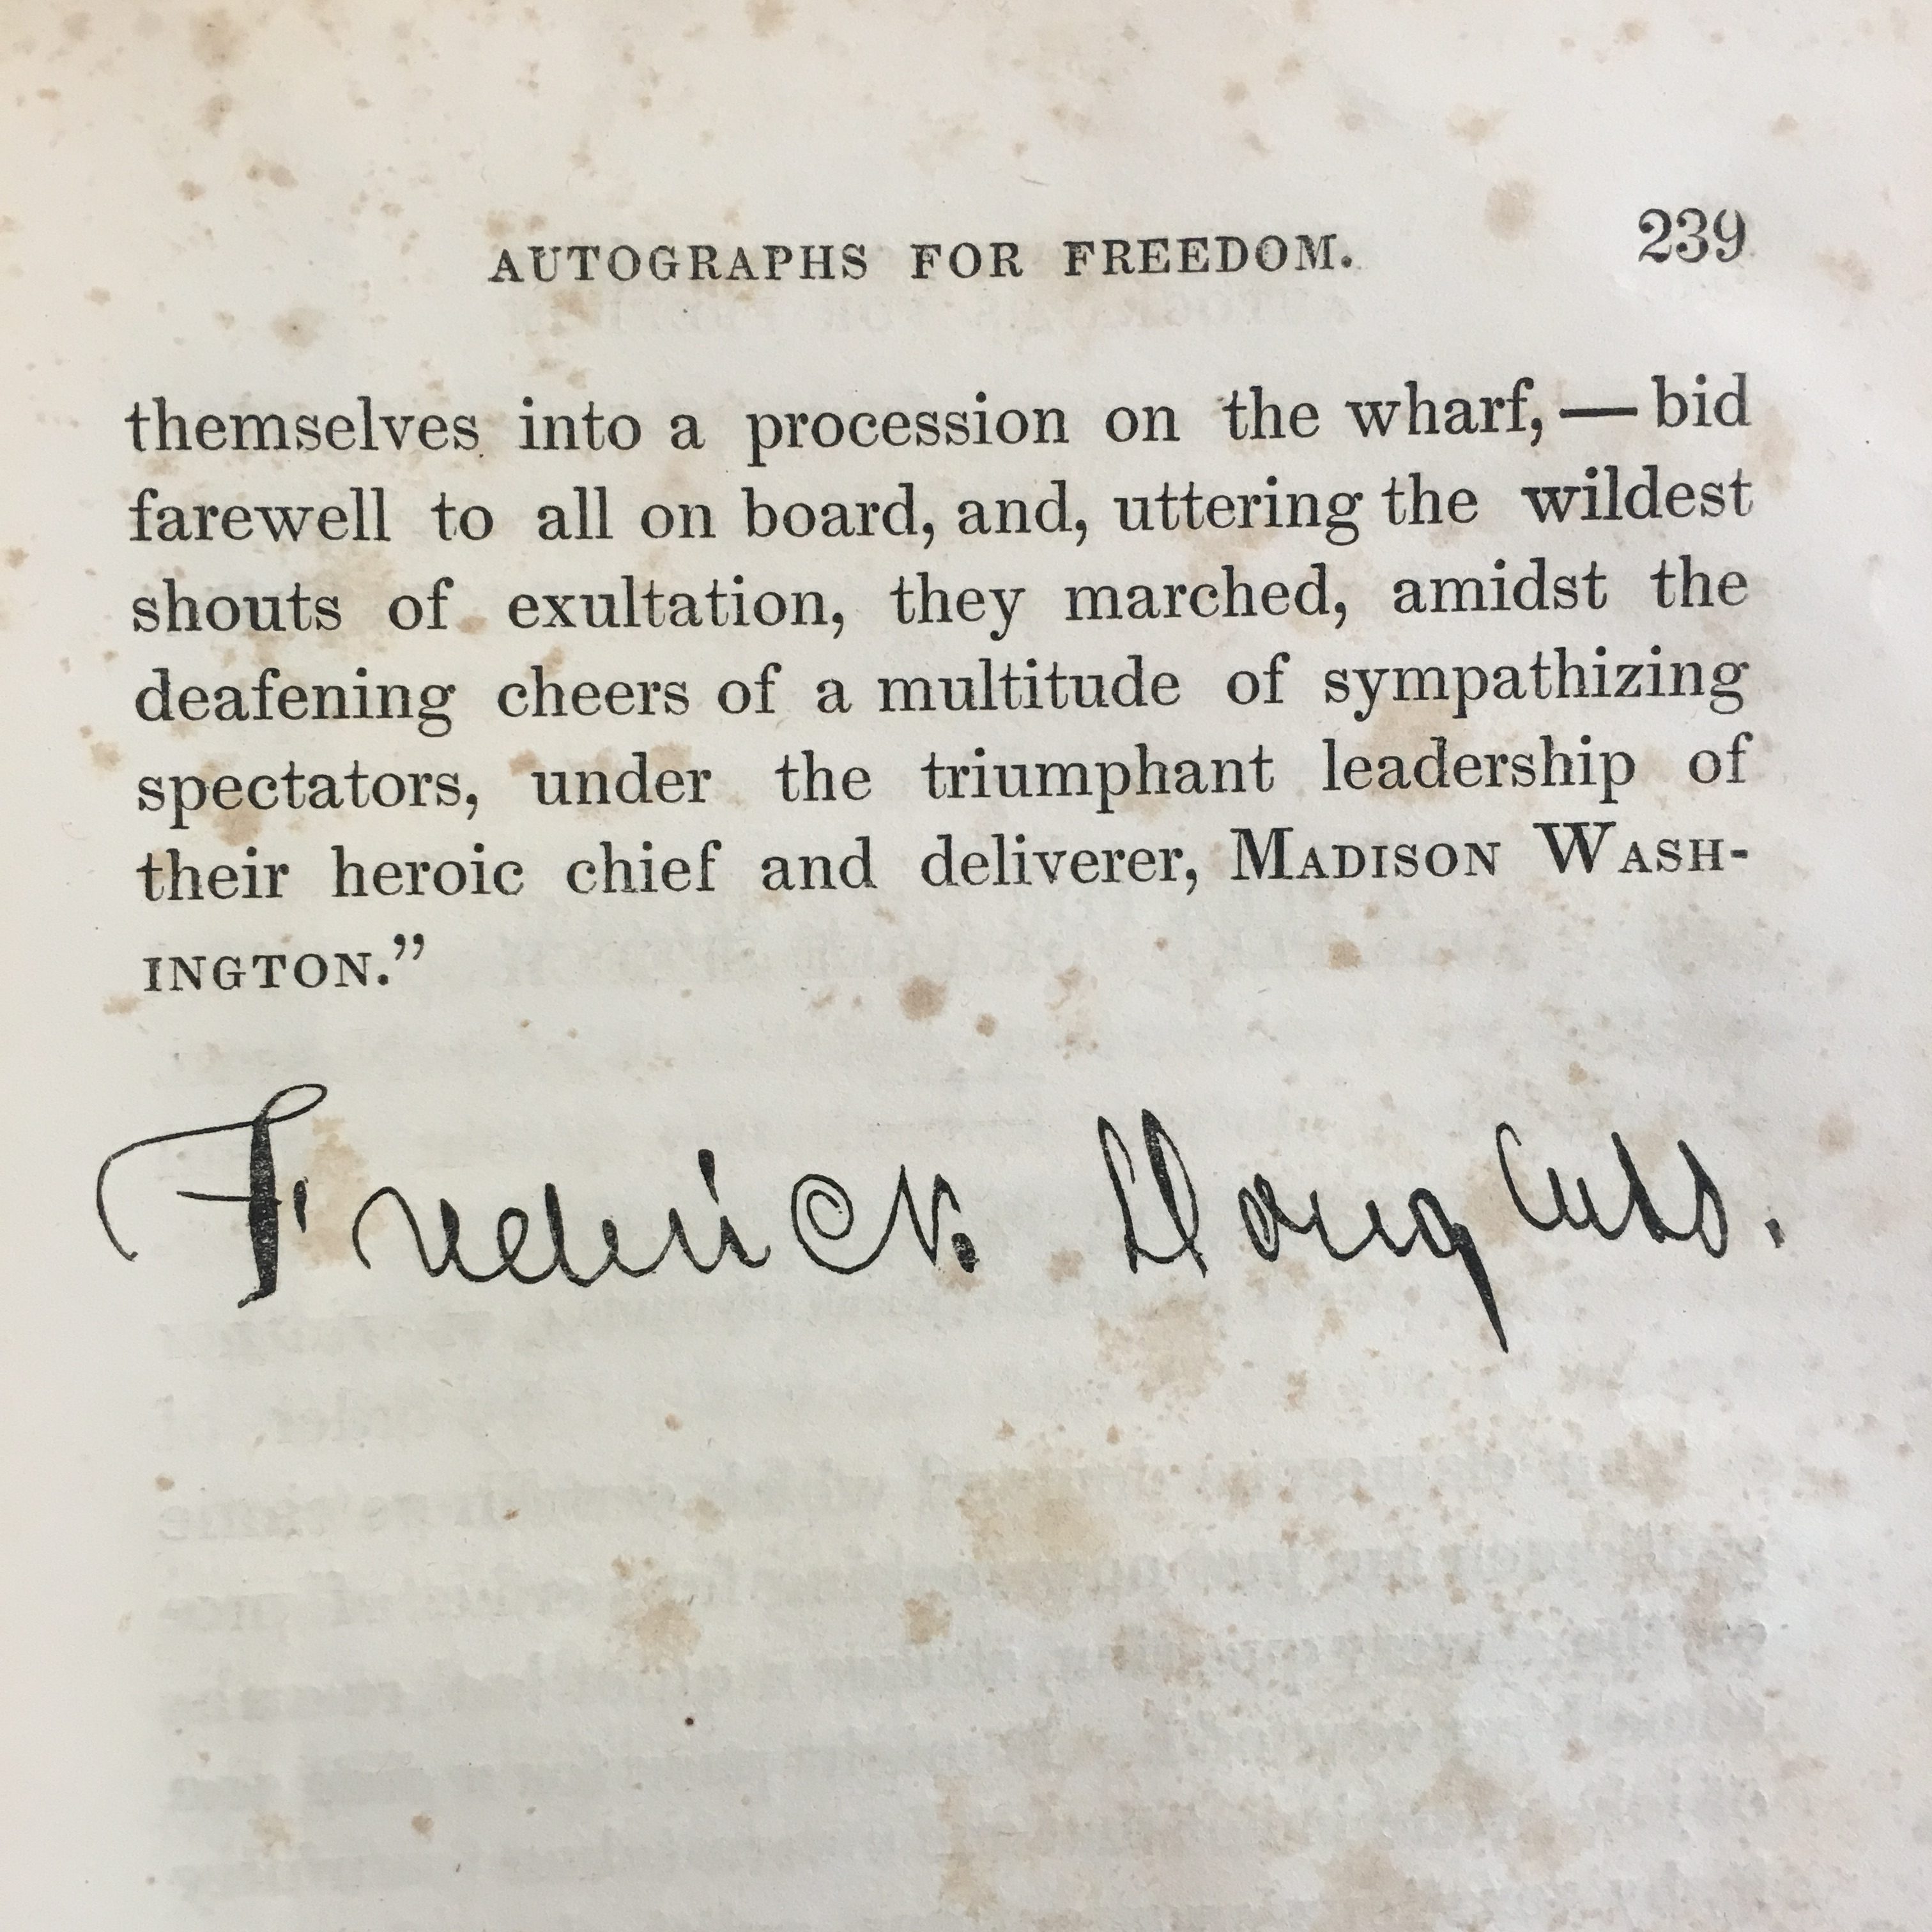 AUTOGRAPHS FOR FREEDOM. 239
themselves into a procession on the wharf,—bid
farewell to all on board, and, uttering the wildest
shouts of exultation, they marched, amidst the
deafening cheers of a multitude of sympathizing
spectators, under the triumphant leadership of
their heroic chief and deliverer, MADISON WASH-
INGTON.”
Frederick Douglass.